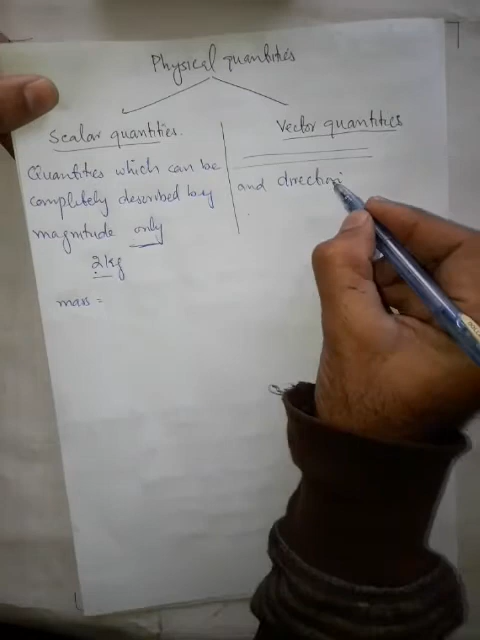 Physical quantities
Scalar quantities.
Vector quantities
Quantities which can be
completely described by
magnitude only
2kg
mass =
and direction